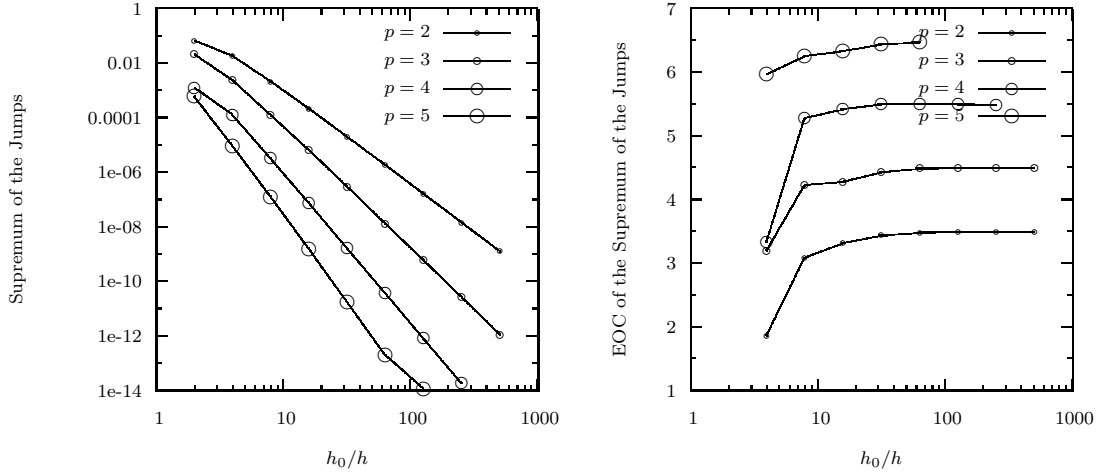 Supremum of the Jumps
1
0.01
0.0001
1e-06
1e-08
1e-10
1e-12
1e-14
1
10
100
1000
h₀/h
p = 2
p = 3
p = 4
p = 5
EOC of the Supremum of the Jumps
7
6
5
4
3
2
1
1
10
100
1000
h₀/h
p = 2
p = 3
p = 4
p = 5